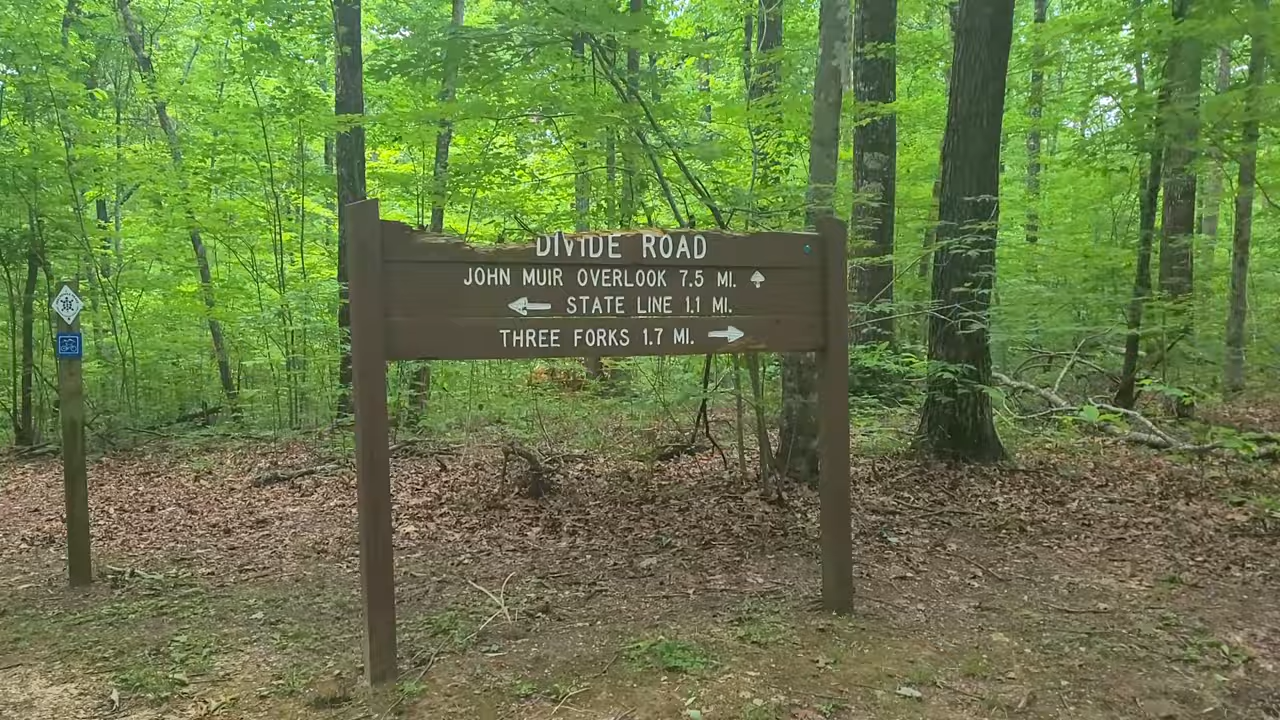 DIVIDE ROAD
JOHN MUIR OVERLOOK 7.5 MI.
STATE LINE 1.1 MI.
THREE FORKS 1.7 MI.